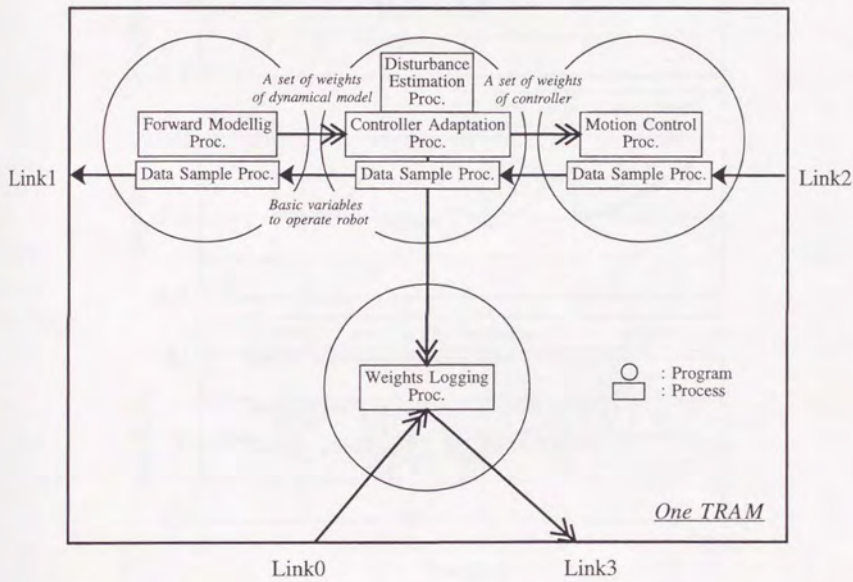 Disturbance
Estimation
Proc.
A set of weights
of dynamical model
A set of weights
of controller
Forward Modellig
Proc.
Controller Adaptation
Proc.
Motion Control
Proc.
Link1
Data Sample Proc.
Data Sample Proc.
Data Sample Proc.
Link2
Basic variables
to operate robot
Weights Logging
Proc.
: Program
: Process
One TRAM
Link0
Link3